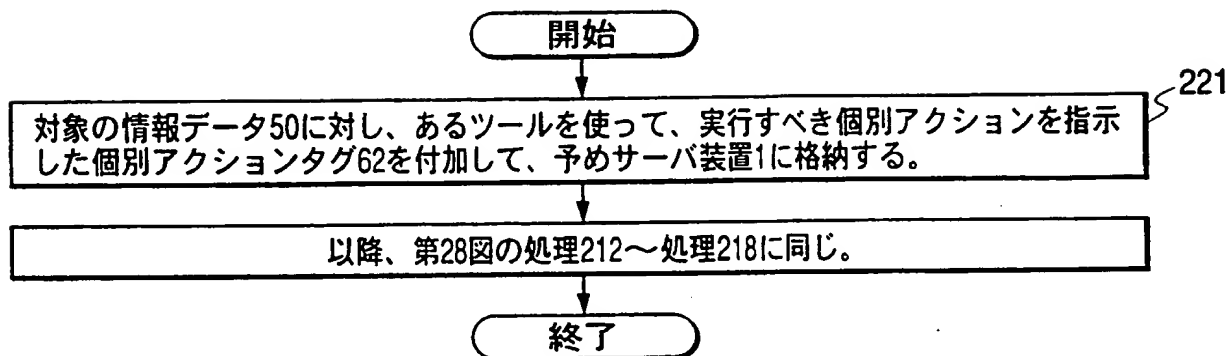 開始
221
対象の情報データ50に対し、あるツールを使って、実行すべき個別アクションを指示
した個別アクションタグ62を付加して、予めサーバ装置1に格納する。
以降、第28図の処理212〜処理218に同じ。
終了